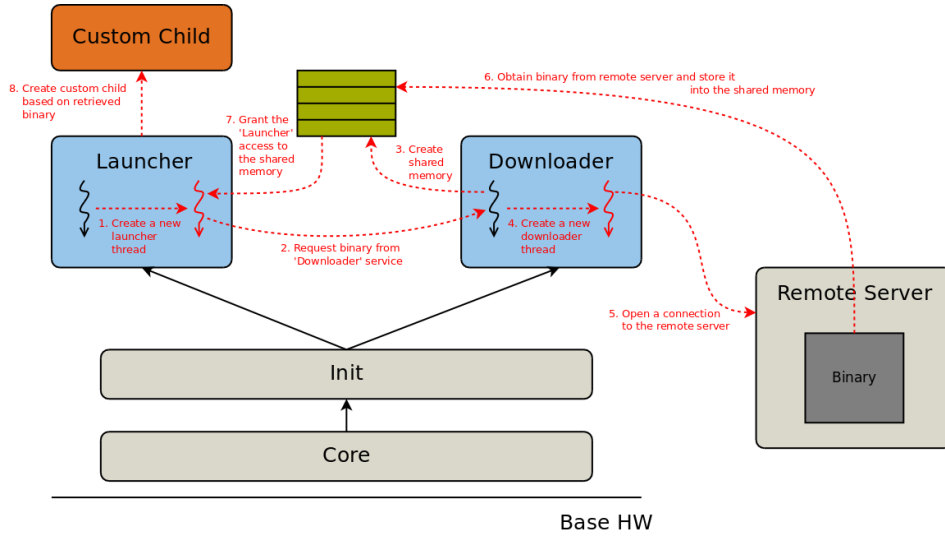 Custom Child
8. Create custom child
based on retrieved
binary
6. Obtain binary from remote server and store it
into the shared memory
7. Grant the
'Launcher'
access to
the shared
memory
3. Create
shared
memory
Launcher
1. Create a new
launcher
thread
Downloader
4. Create a new
downloader
thread
2. Request binary from
'Downloader' service
5. Open a connection
to the remote server
Remote Server
Binary
Init
Core
Base HW